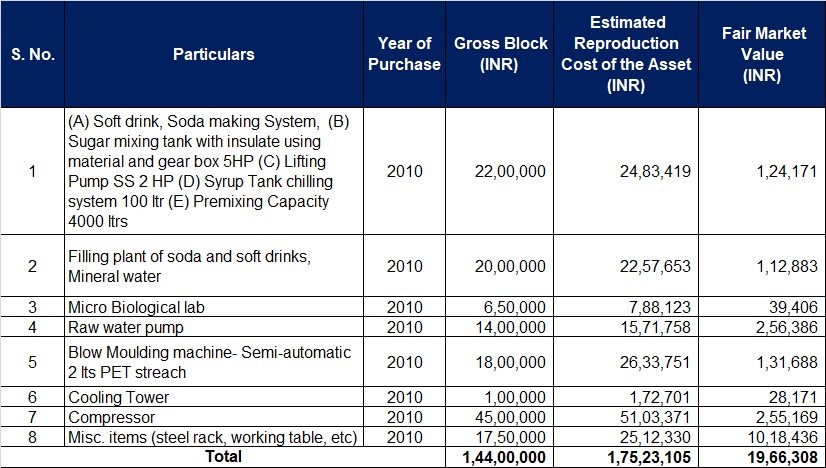 S. No. Particulars Year of Purchase Gross Block (INR) Estimated Reproduction Cost of the Asset (INR) Fair Market Value (INR)
1 (A) Soft drink, Soda making System, (B) Sugar mixing tank with insulate using material and gear box 5HP (C) Lifting Pump SS 2 HP (D) Syrup Tank chilling system 100 ltr (E) Premixing Capacity 4000 ltrs 2010 22,00,000 24,83,419 1,24,171
2 Filling plant of soda and soft drinks, Mineral water 2010 20,00,000 22,57,653 1,12,883
3 Micro Biological lab 2010 6,50,000 7,88,123 39,406
4 Raw water pump 2010 14,00,000 15,71,758 2,56,386
5 Blow Moulding machine- Semi-automatic 2 lts PET streach 2010 18,00,000 26,33,751 1,31,688
6 Cooling Tower 2010 1,00,000 1,72,701 28,171
7 Compressor 2010 45,00,000 51,03,371 2,55,169
8 Misc. items (steel rack, working table, etc) 2010 17,50,000 25,12,330 10,18,436
Total 1,44,00,000 1,75,23,105 19,66,308